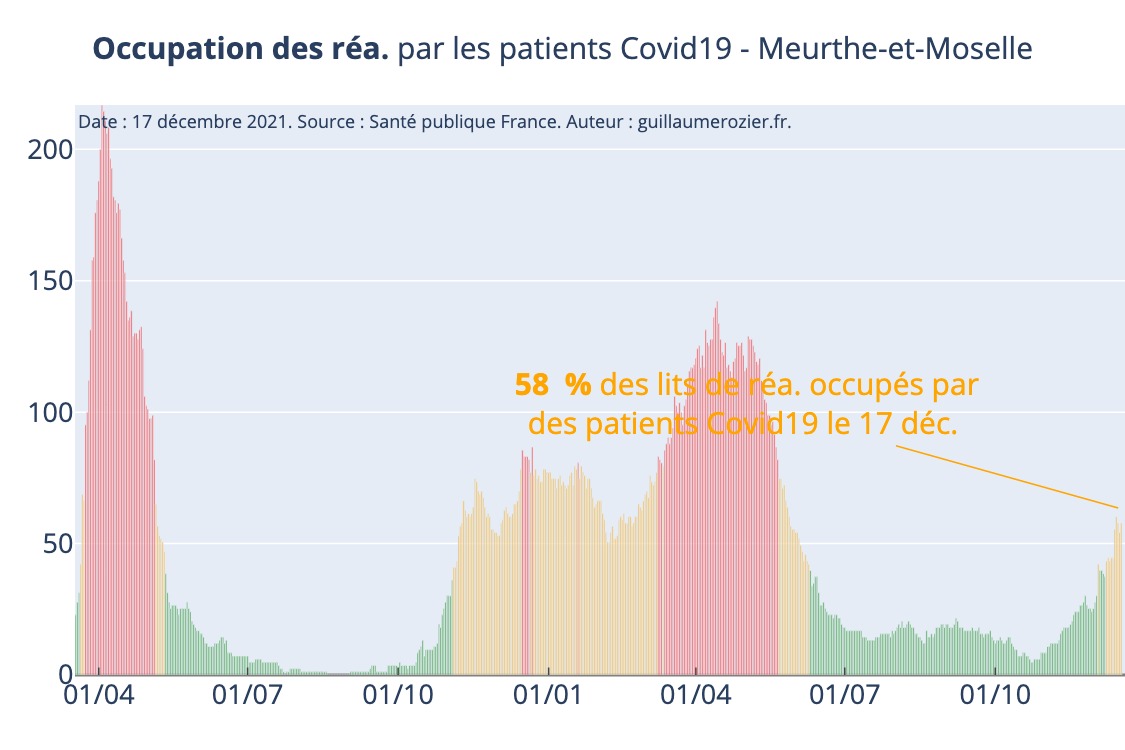 Occupation des réa. par les patients Covid19 - Meurthe-et-Moselle
Date : 17 décembre 2021. Source : Santé publique France. Auteur : guillaumerozier.fr.
200
150
58  % des lits de réa. occupés par
des patients Covid19 le 17 déc.
100
50
0
01/04 01/07 01/10 01/01 01/04 01/07 01/10